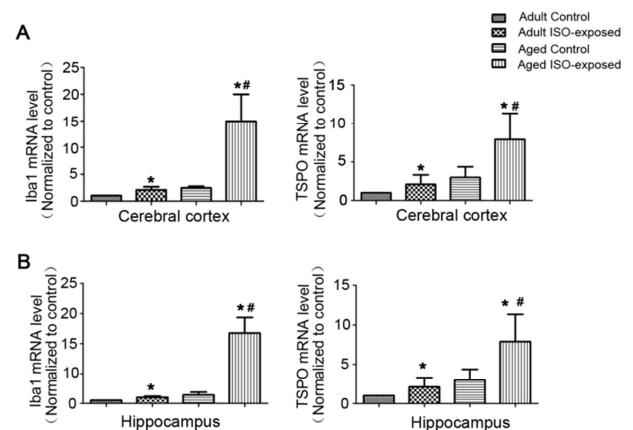 Adult Control
Adult ISO-exposed
Aged Control
Aged ISO-exposed
A
Iba1 mRNA level
(Normalized to control)
25
20
15
10
5
0
*
*#
Cerebral cortex
TSPO mRNA level
(Normalized to control)
15
10
5
0
*
*#
Cerebral cortex
B
Iba1 mRNA level
(Normalized to control)
25
20
15
10
5
0
*
*#
Hippocampus
TSPO mRNA level
(Normalized to control)
15
10
5
0
*
* #
Hippocampus